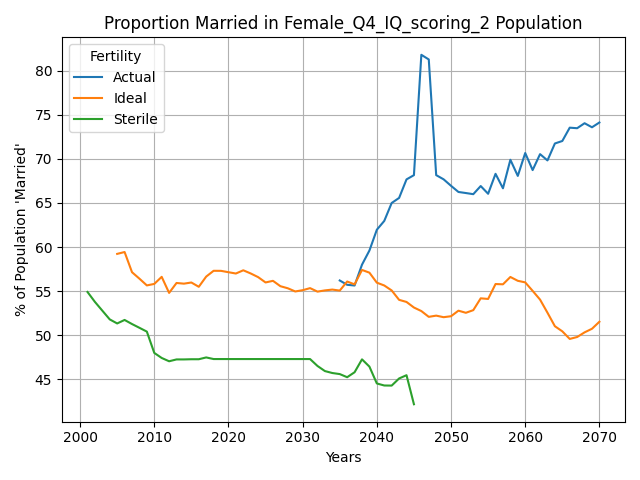 Proportion Married in Female_Q4_IQ_scoring_2 Population
Fertility
Actual
Ideal
Sterile
% of Population 'Married'
80
75
70
65
60
55
50
45
2000
2010
2020
2030
2040
2050
2060
2070
Years